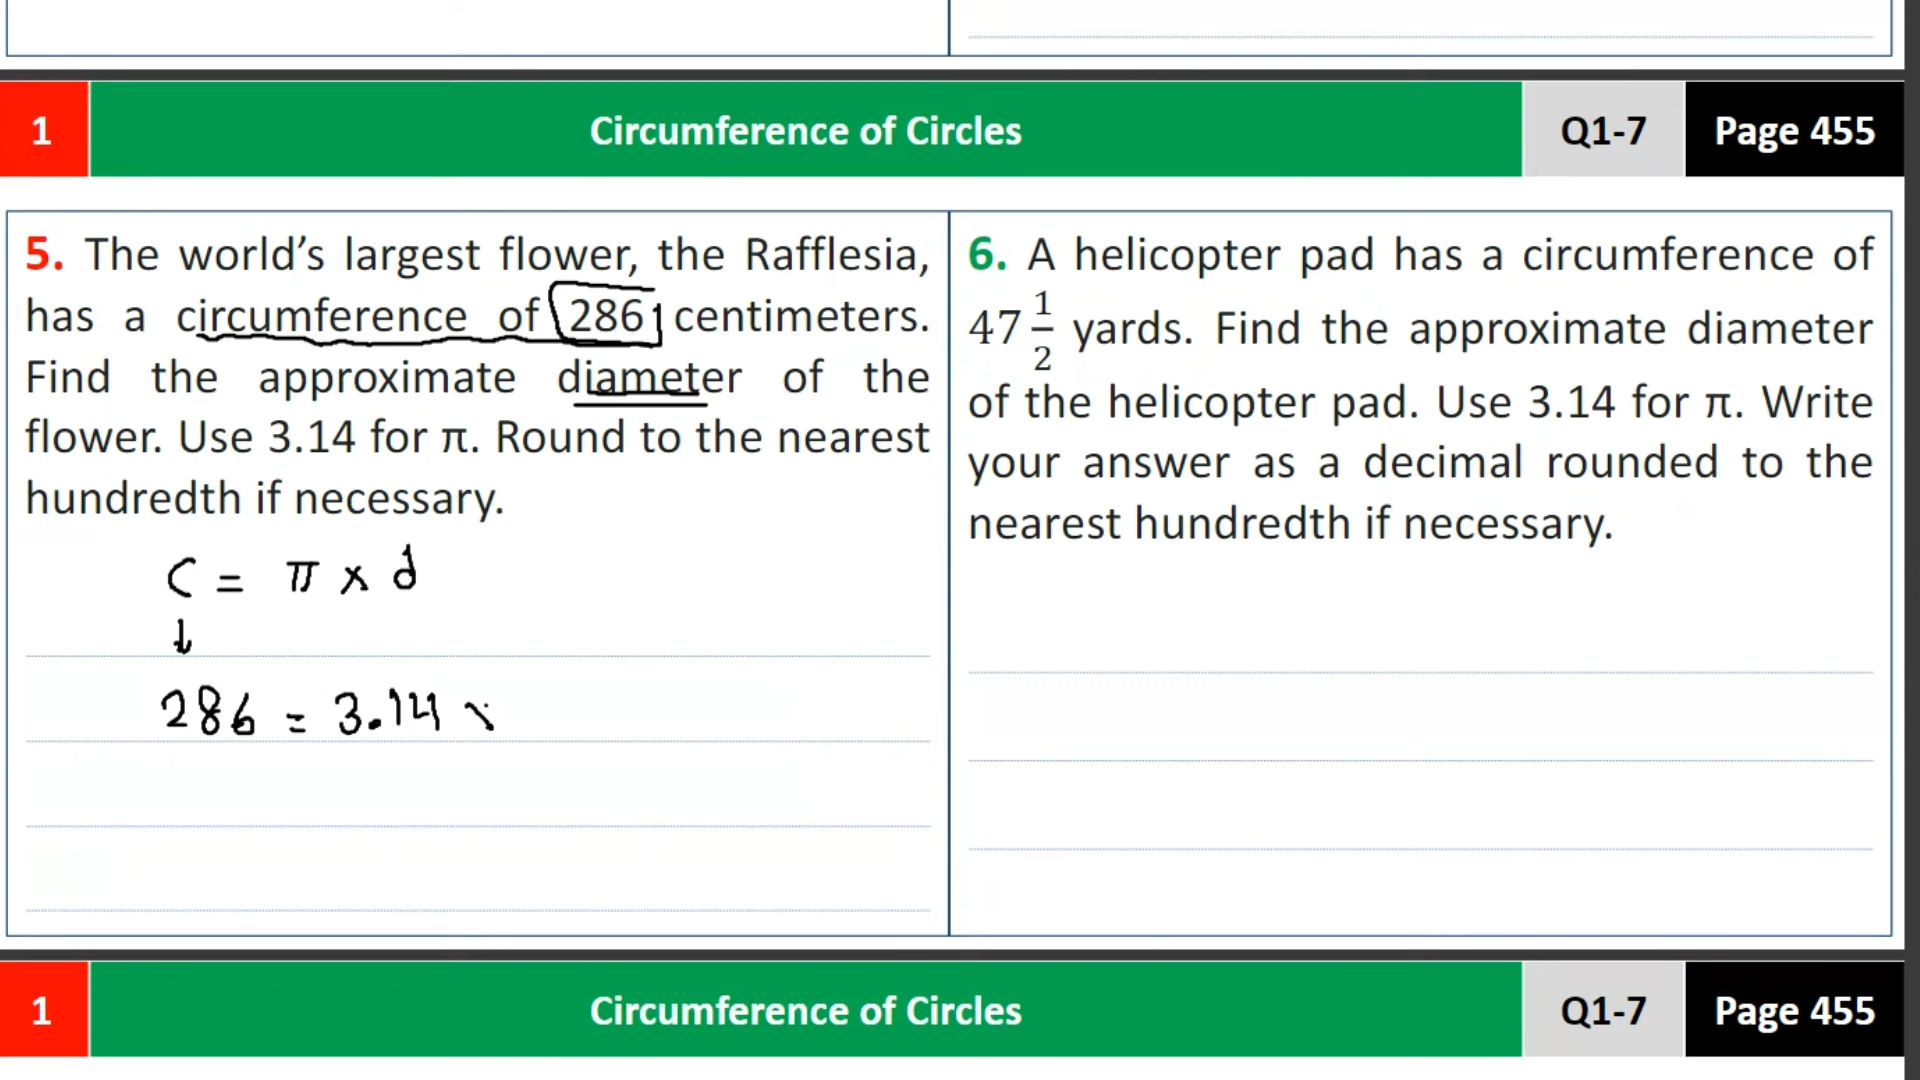 1 Circumference of Circles Q1-7 Page 455
5. The world's largest flower, the Rafflesia,
has a circumference of 286 centimeters.
Find the approximate diameter of the
flower. Use 3.14 for π. Round to the nearest
hundredth if necessary.
C = π x d
↓
286 = 3.14 x
6. A helicopter pad has a circumference of
47 1/2 yards. Find the approximate diameter
of the helicopter pad. Use 3.14 for π. Write
your answer as a decimal rounded to the
nearest hundredth if necessary.
1 Circumference of Circles Q1-7 Page 455